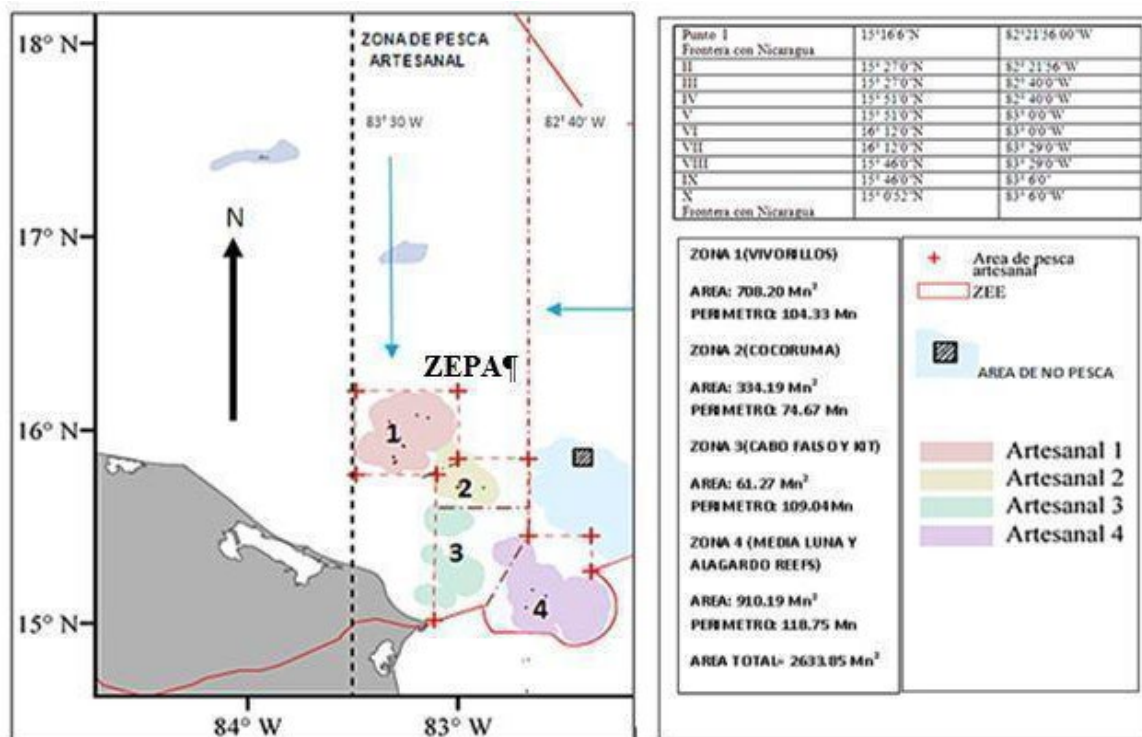 18° N
17° N
16° N
15° N
84° W
83° W
ZONA DE PESCA
ARTESANAL
83° 30 W
82° 40' W
N
ZEPA¶
1
2
3
4
Punto I 15°16'6"N 82°21'56.00"W
Frontera con Nicaragua
II 15° 27'0"N 82° 21'56"W
III 15° 27'0"N 82° 40'0"W
IV 15° 51'0"N 82° 40'0"W
V 15° 51'0"N 83° 0'0"W
VI 16° 12'0"N 83° 0'0"W
VII 16° 12'0"N 83° 29'0"W
VIII 15° 46'0"N 83° 29'0"W
IX 15° 46'0"N 83° 6'0"
X 15° 0'52"N 83° 6'0"W
Frontera con Nicaragua
ZONA 1(VIVORILLOS)
AREA: 708.20 Mn²
PERIMETRO: 104.33 Mn
ZONA 2(COCORUMA)
AREA: 334.19 Mn²
PERIMETRO: 74.67 Mn
ZONA 3(CABO FALSO Y KIT)
AREA: 61.27 Mn²
PERIMETRO: 109.04 Mn
ZONA 4 (MEDIA LUNA Y
ALAGARDO REEFS)
AREA: 910.19 Mn²
PERIMETRO: 118.75 Mn
AREA TOTAL= 2633.85 Mn²
Area de pesca
artesanal
ZEE
AREA DE NO PESCA
Artesanal 1
Artesanal 2
Artesanal 3
Artesanal 4